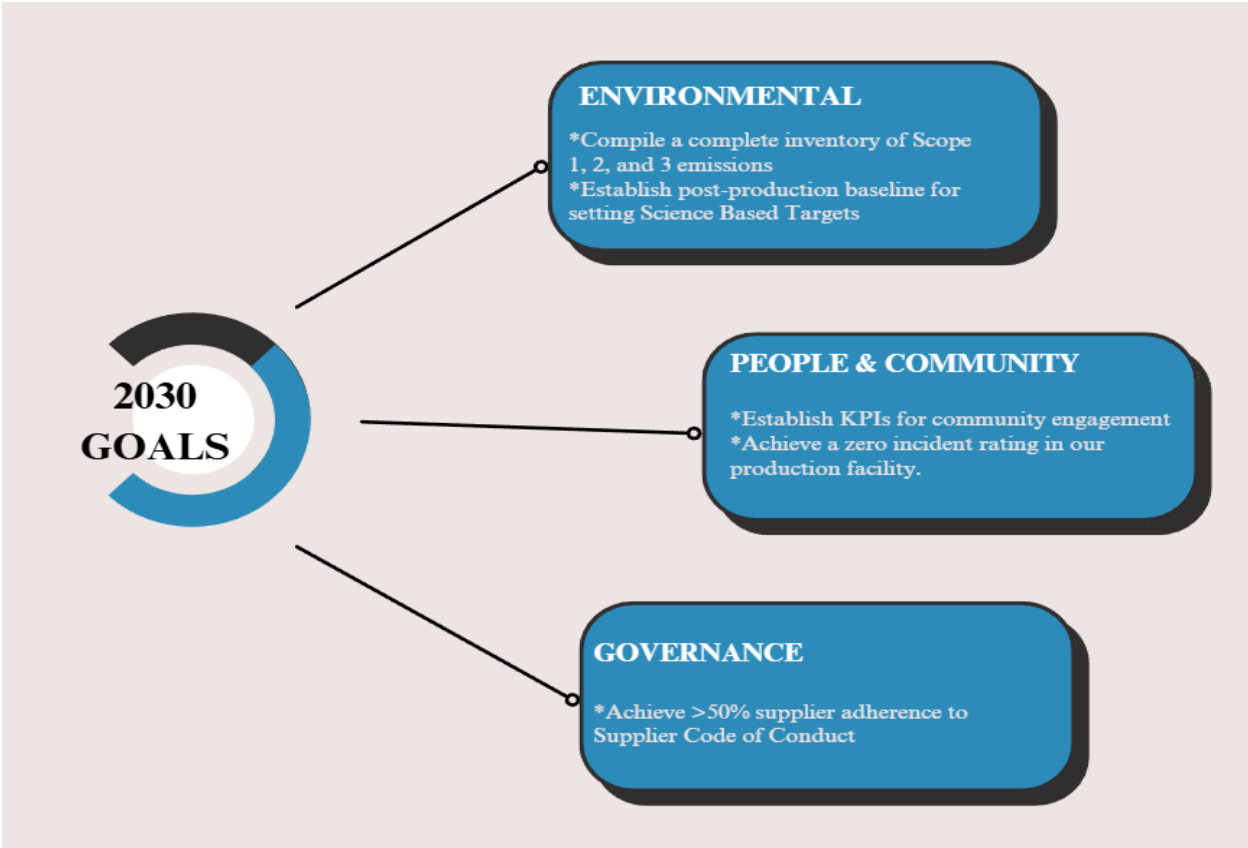 2030
GOALS
ENVIRONMENTAL
*Compile a complete inventory of Scope
1, 2, and 3 emissions
*Establish post-production baseline for
setting Science Based Targets
PEOPLE & COMMUNITY
*Establish KPIs for community engagement
*Achieve a zero incident rating in our
production facility.
GOVERNANCE
*Achieve >50% supplier adherence to
Supplier Code of Conduct